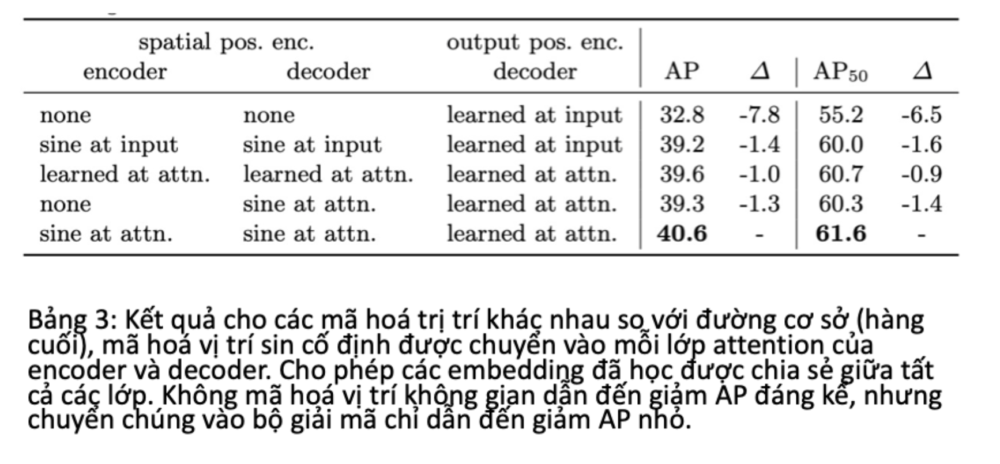 spatial pos. enc. output pos. enc.
encoder decoder decoder AP Δ AP50 Δ
none none learned at input 32.8 -7.8 55.2 -6.5
sine at input sine at input learned at input 39.2 -1.4 60.0 -1.6
learned at attn. learned at attn. learned at attn. 39.6 -1.0 60.7 -0.9
none sine at attn. learned at attn. 39.3 -1.3 60.3 -1.4
sine at attn. sine at attn. learned at attn. 40.6 - 61.6 -
Bảng 3: Kết quả cho các mã hoá trị trí khác nhau so với đường cơ sở (hàng
cuối), mã hoá vị trí sin cố định được chuyển vào mỗi lớp attention của
encoder và decoder. Cho phép các embedding đã học được chia sẻ giữa tất
cả các lớp. Không mã hoá vị trí không gian dẫn đến giảm AP đáng kể, nhưng
chuyển chúng vào bộ giải mã chỉ dẫn đến giảm AP nhỏ.